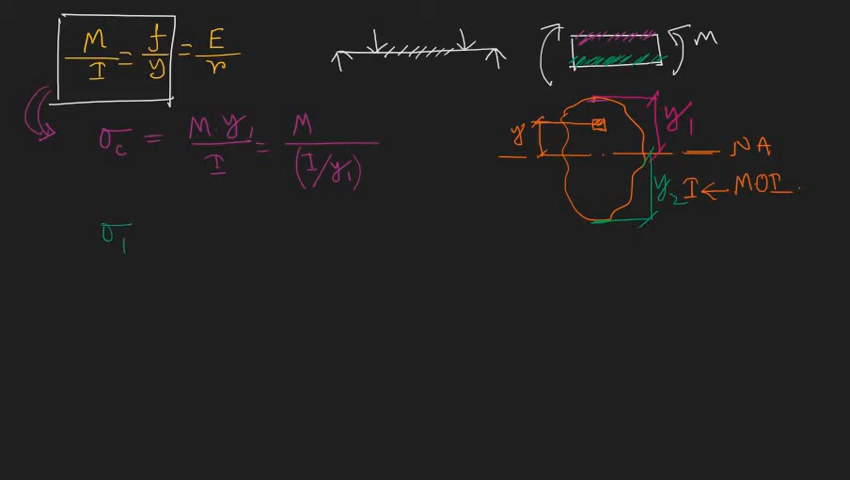 M/I = f/y = E/r
M
σc = M.y1/I = M/(I/y1)
y
y1
NA
y2
I ← MOI.
σ1